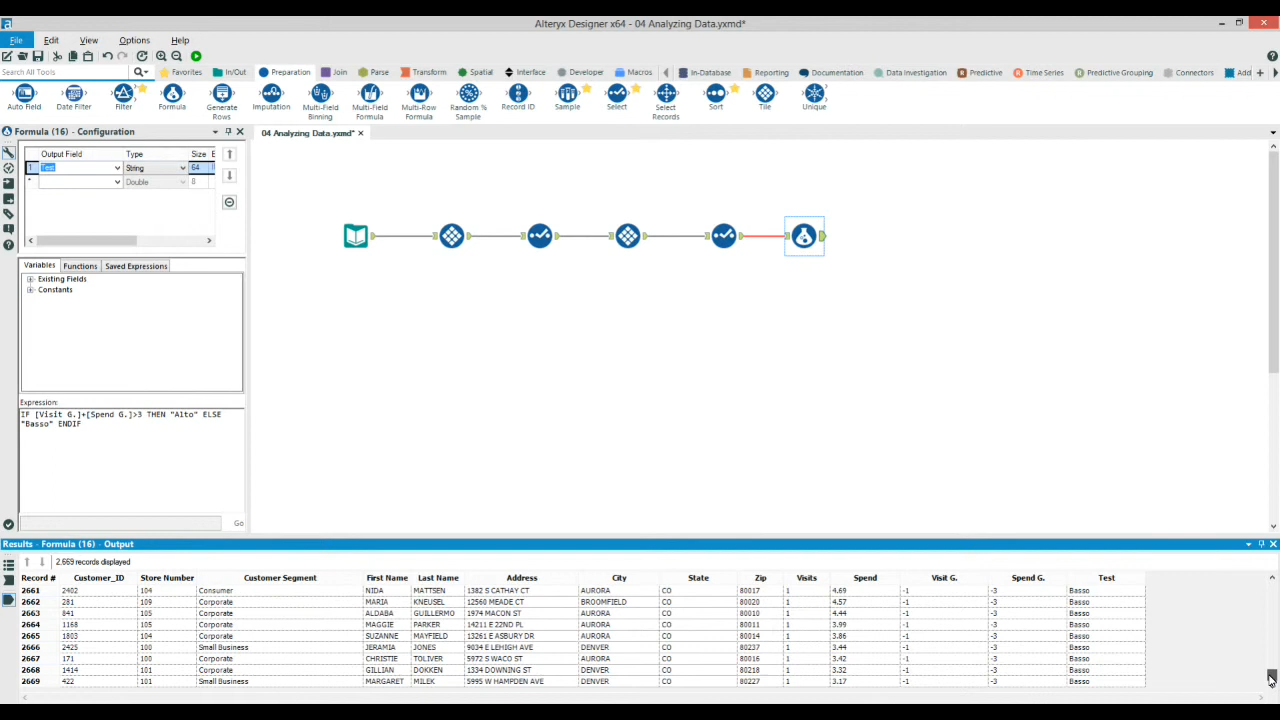 Alteryx Designer x64 - 04 Analyzing Data.yxmd*
File Edit View Options Help
Search All Tools Favorites In/Out Preparation Join Parse Transform Spatial Interface Developer Macros In-Database Reporting Documentation Data Investigation Predictive Time Series Predictive Grouping Connectors Add
Auto Field Date Filter Filter Formula Generate Rows Imputation Multi-Field Binning Multi-Field Formula Multi-Row Formula Random % Sample Record ID Sample Select Select Records Sort Tile Unique
Formula (16) - Configuration
04 Analyzing Data.yxmd*
Output Field Type Size E
1 Test String 64
* Double 8
Variables Functions Saved Expressions
Existing Fields
Constants
Expression:
IF [Visit G.]+[Spend G.]>3 THEN "Alto" ELSE
"Basso" ENDIF
Go
Results - Formula (16) - Output
2.669 records displayed
Record # Customer_ID Store Number Customer Segment First Name Last Name Address City State Zip Visits Spend Visit G. Spend G. Test
2661 2402 104 Consumer NIDA MATTSEN 1382 S CATHAY CT AURORA CO 80017 1 4.69 -1 -3 Basso
2662 281 109 Corporate MARIA KNEUSEL 12560 MEADE CT BROOMFIELD CO 80020 1 4.57 -1 -3 Basso
2663 841 105 Corporate ALDABA GUILLERMO 1974 MACON ST AURORA CO 80010 1 4.44 -1 -3 Basso
2664 1168 105 Corporate MAGGIE PARKER 14211 E 22ND PL AURORA CO 80011 1 3.99 -1 -3 Basso
2665 1803 104 Corporate SUZANNE MAYFIELD 13261 E ASBURY DR AURORA CO 80014 1 3.86 -1 -3 Basso
2666 2425 100 Small Business JERAMIA JONES 9034 E LEHIGH AVE DENVER CO 80237 1 3.44 -1 -3 Basso
2667 171 100 Corporate CHRISTIE TOLIVER 5972 S WACO ST AURORA CO 80016 1 3.42 -1 -3 Basso
2668 1414 101 Corporate GILLIAN DOKKEN 1334 DOWNING ST DENVER CO 80218 1 3.32 -1 -3 Basso
2669 422 101 Small Business MARGARET MILEK 5995 W HAMPDEN AVE DENVER CO 80227 1 3.17 -1 -3 Basso